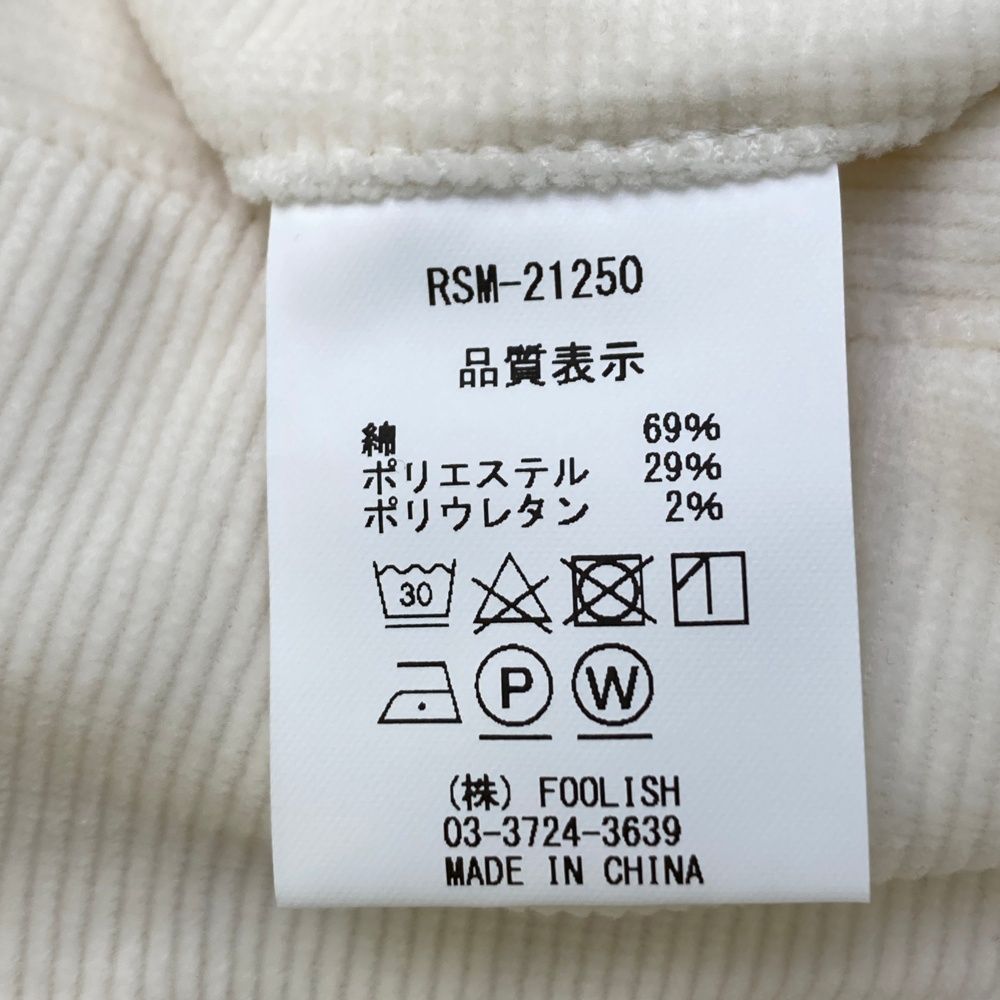 RSM-21250
品質表示
綿 69%
ポリエステル 29%
ポリウレタン 2%
30
P W
(株) FOOLISH
03-3724-3639
MADE IN CHINA